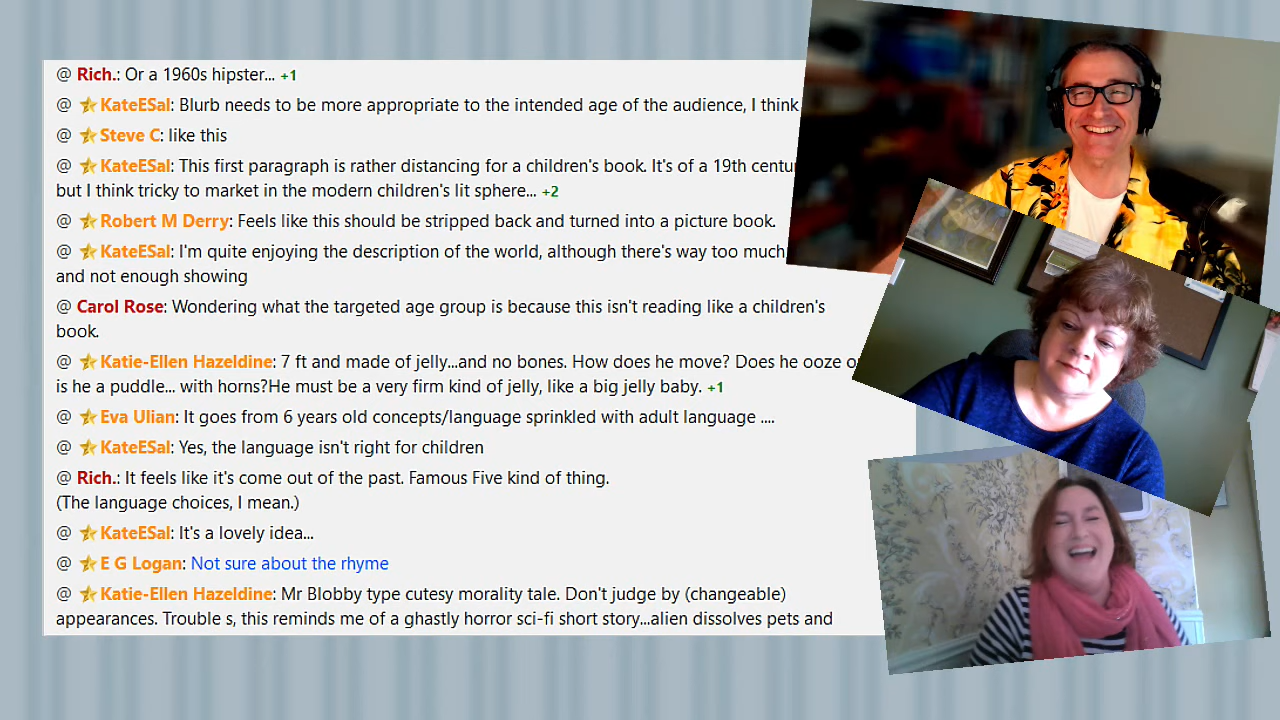 @ Rich.: Or a 1960s hipster... +1
@ KateESal: Blurb needs to be more appropriate to the intended age of the audience, I think
@ Steve C: like this
@ KateESal: This first paragraph is rather distancing for a children's book. It's of a 19th
but I think tricky to market in the modern children's lit sphere... +2
@ Robert M Derry: Feels like this should be stripped back and turned into a picture book.
@ KateESal: I'm quite enjoying the description of the world, although there's way too much
and not enough showing
@ Carol Rose: Wondering what the targeted age group is because this isn't reading like a children's
book.
@ Katie-Ellen Hazeldine: 7 ft and made of jelly...and no bones. How does he move? Does he ooze
is he a puddle... with horns?He must be a very firm kind of jelly, like a big jelly baby. +1
@ Eva Ulian: It goes from 6 years old concepts/language sprinkled with adult language ....
@ KateESal: Yes, the language isn't right for children
@ Rich.: It feels like it's come out of the past. Famous Five kind of thing.
(The language choices, I mean.)
@ KateESal: It's a lovely idea...
@ E G Logan: Not sure about the rhyme
@ Katie-Ellen Hazeldine: Mr Blobby type cutesy morality tale. Don't judge by (changeable)
appearances. Trouble s, this reminds me of a ghastly horror sci-fi short story...alien dissolves pets and